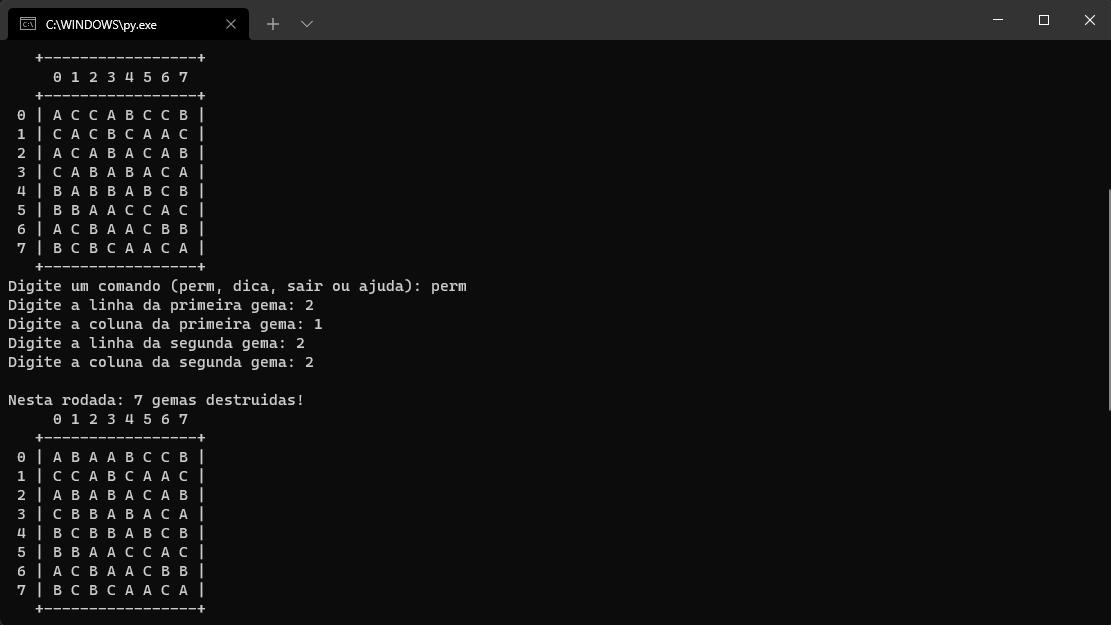 C:\WINDOWS\py.exe
+-----------------+
0 1 2 3 4 5 6 7
+-----------------+
0 | A C C A B C C B |
1 | C A C B C A A C |
2 | A C A B A C A B |
3 | C A B A B A C A |
4 | B A B B A B C B |
5 | B B A A C C A C |
6 | A C B A A C B B |
7 | B C B C A A C A |
+-----------------+
Digite um comando (perm, dica, sair ou ajuda): perm
Digite a linha da primeira gema: 2
Digite a coluna da primeira gema: 1
Digite a linha da segunda gema: 2
Digite a coluna da segunda gema: 2
Nesta rodada: 7 gemas destruidas!
0 1 2 3 4 5 6 7
+-----------------+
0 | A B A A B C C B |
1 | C C A B C A A C |
2 | A B A B A C A B |
3 | C B B A B A C A |
4 | B C B B A B C B |
5 | B B A A C C A C |
6 | A C B A A C B B |
7 | B C B C A A C A |
+-----------------+